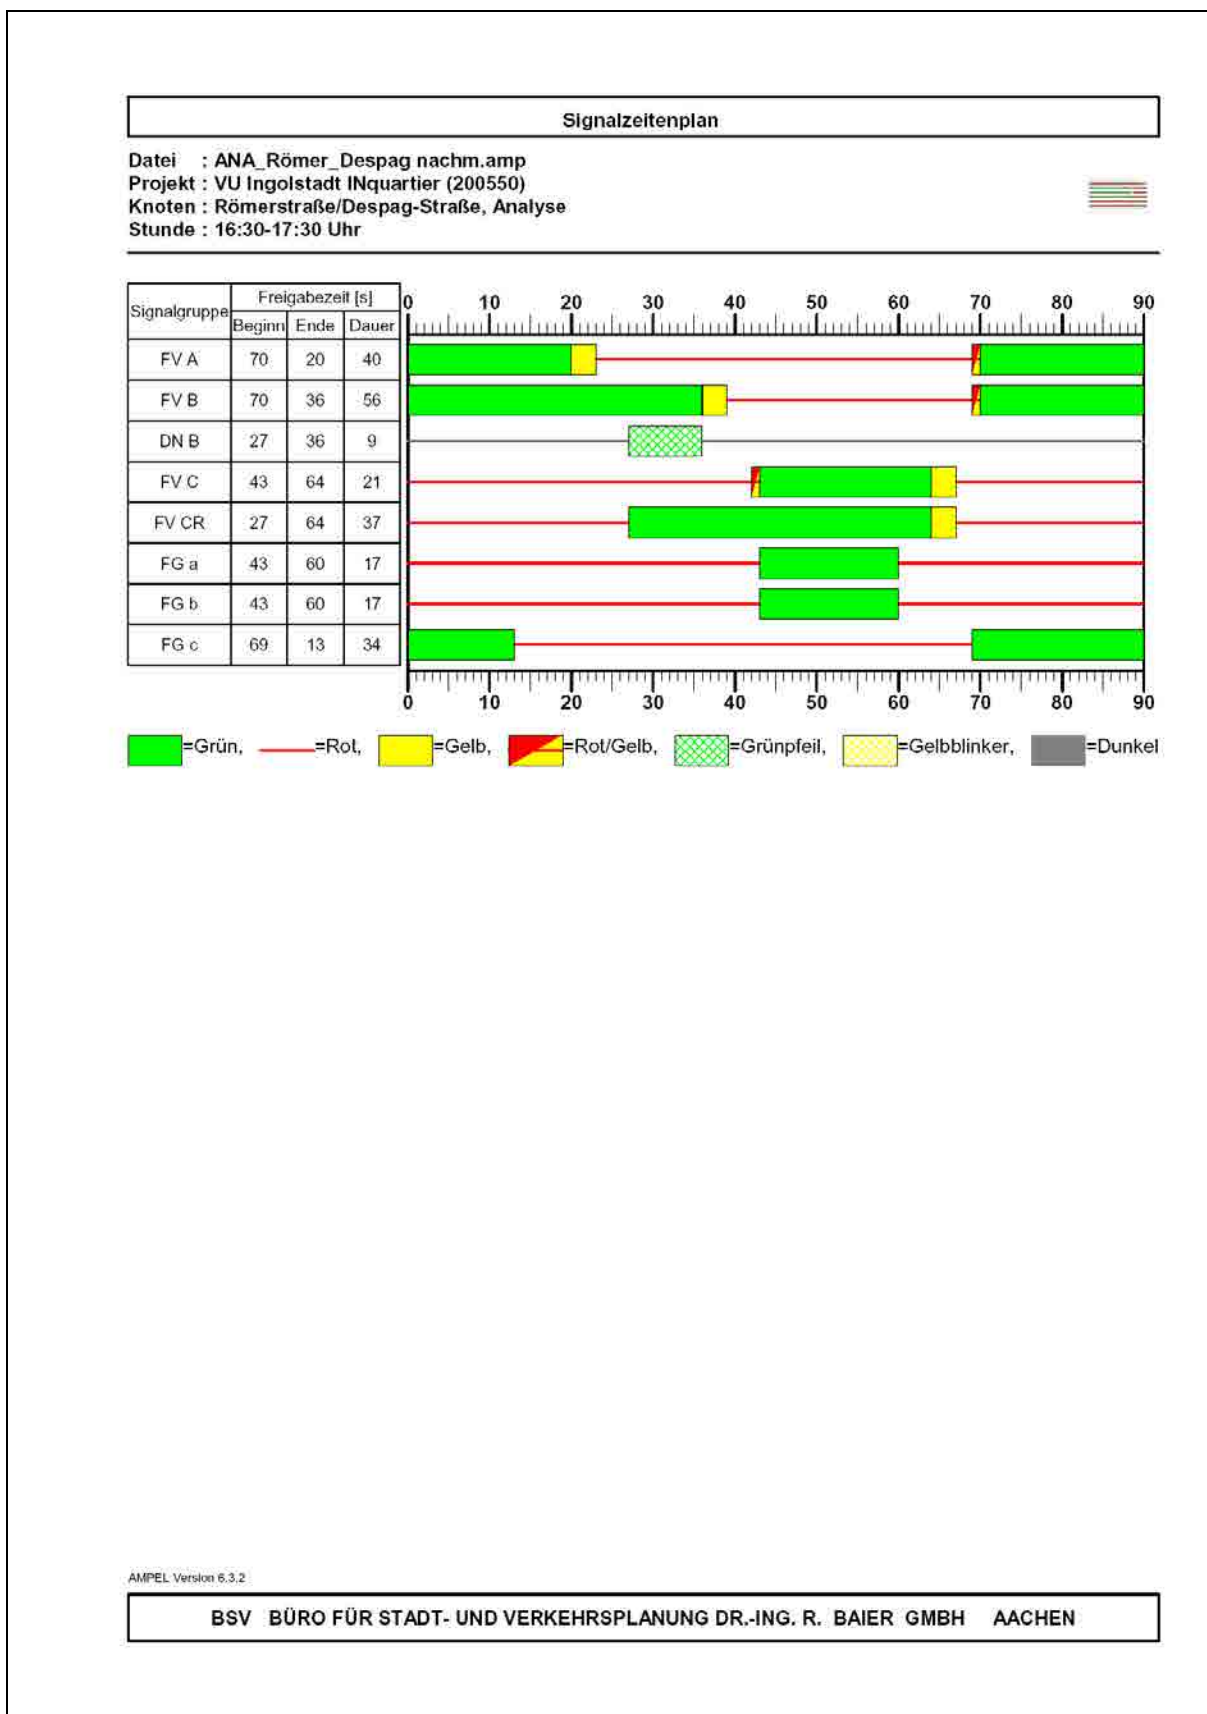 Signalzeitenplan
Datei : ANA_Römer_Despag nachm.amp
Projekt : VU Ingolstadt INquartier (200550)
Knoten : Römerstraße/Despag-Straße, Analyse
Stunde : 16:30-17:30 Uhr
Signalgruppe Freigabezeit [s]
Beginn Ende Dauer
0 10 20 30 40 50 60 70 80 90
FV A 70 20 40
FV B 70 36 56
DN B 27 36 9
FV C 43 64 21
FV CR 27 64 37
FG a 43 60 17
FG b 43 60 17
FG c 69 13 34
0 10 20 30 40 50 60 70 80 90
=Grün, =Rot, =Gelb, =Rot/Gelb, =Grünpfeil, =Gelbblinker, =Dunkel
AMPEL Version 6.3.2
BSV BÜRO FÜR STADT- UND VERKEHRSPLANUNG DR.-ING. R. BAIER GMBH AACHEN